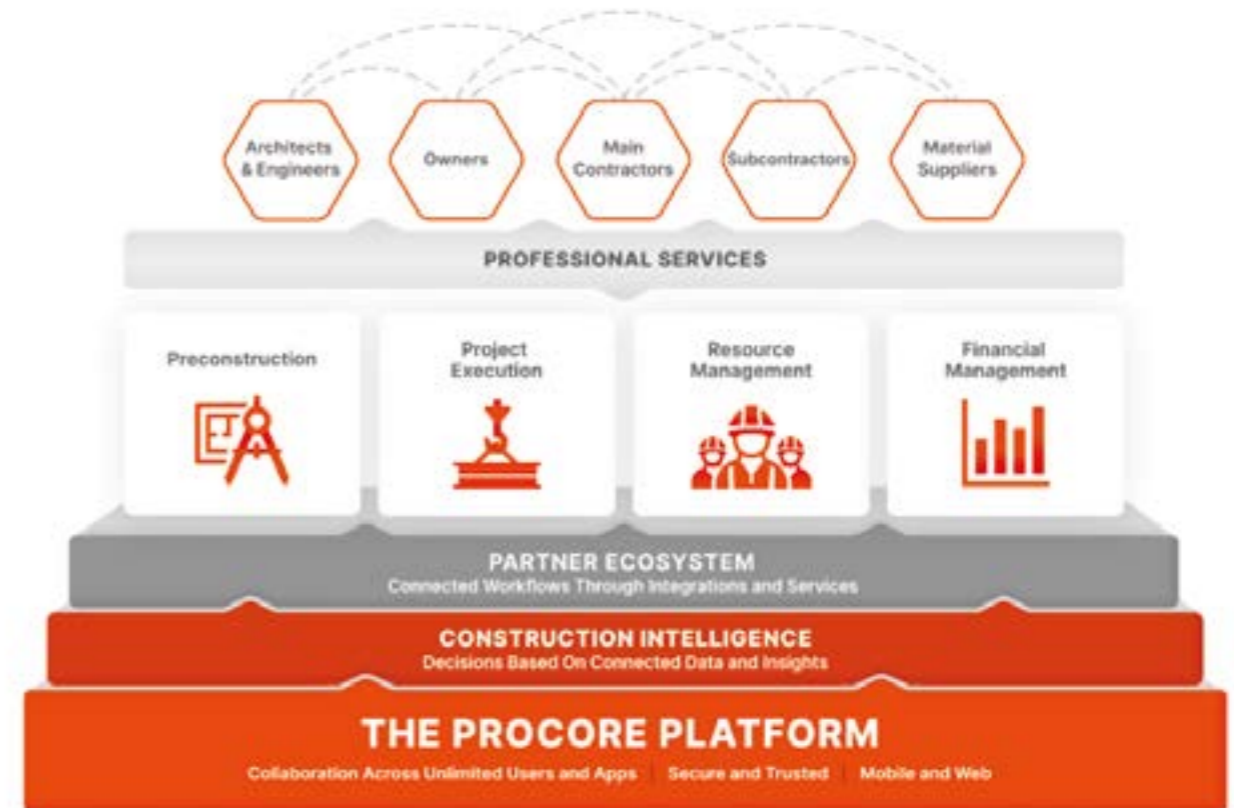 Architects
& Engineers
Owners
Main
Contractors
Subcontractors
Material
Suppliers
PROFESSIONAL SERVICES
Preconstruction
Project
Execution
Resource
Management
Financial
Management
PARTNER ECOSYSTEM
Connected Workflows Through Integrations and Services
CONSTRUCTION INTELLIGENCE
Decisions Based On Connected Data and Insights
THE PROCORE PLATFORM
Collaboration Across Unlimited Users and Apps | Secure and Trusted | Mobile and Web